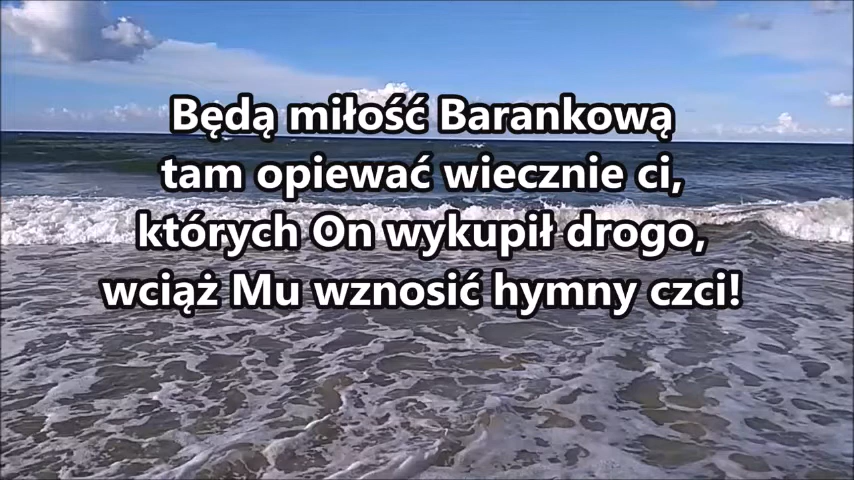 Będą miłość Barankową
tam opiewać wiecznie ci,
których On wykupił drogo,
wciąż Mu wznosić hymny czci!